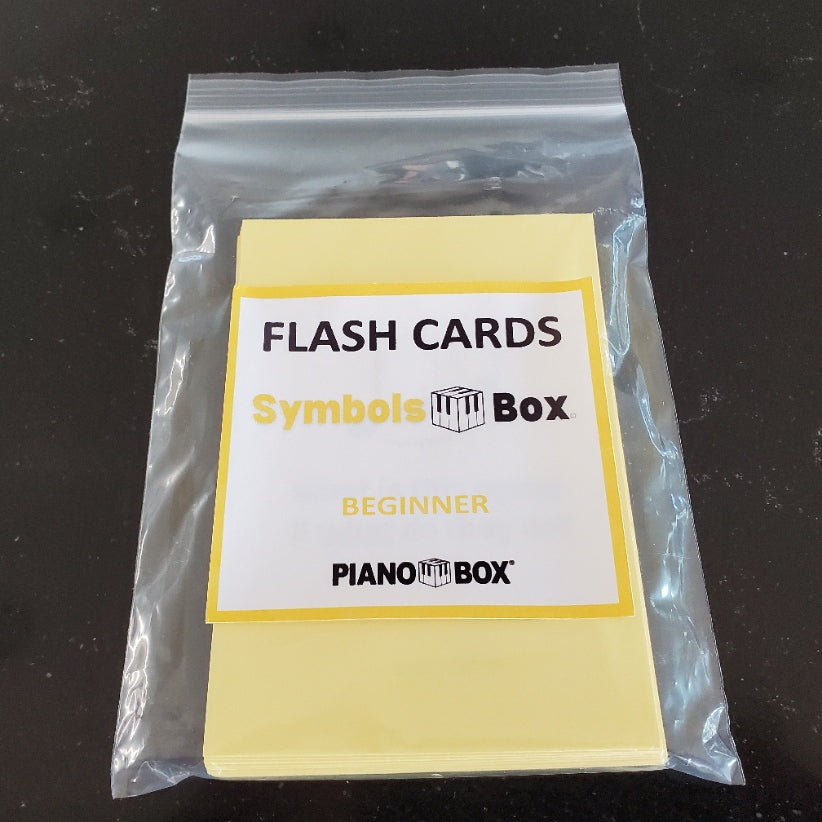 FLASH CARDS
Symbols Box
BEGINNER
PIANO BOX®